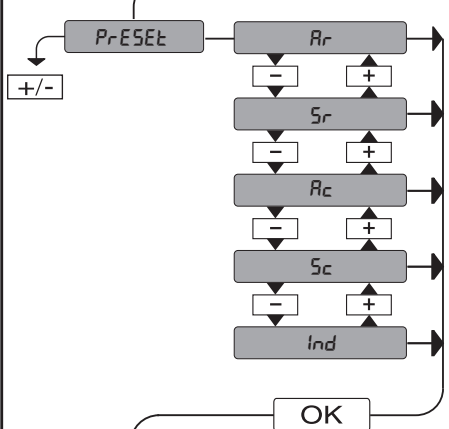 PrESEt Ar
- +
+/-
Sr
- +
Ac
- +
Sc
- +
Ind
OK